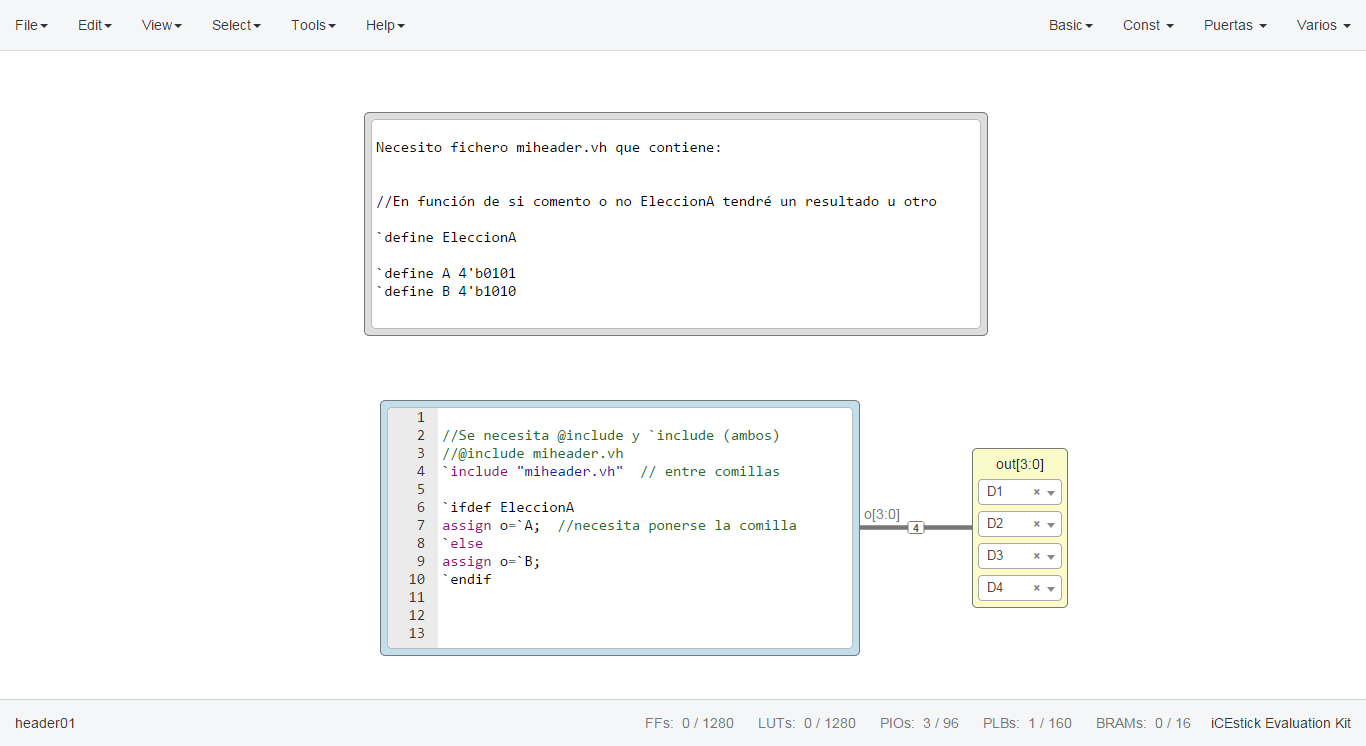 File Edit View Select Tools Help Basic Const Puertas Varios
Necesito fichero miheader.vh que contiene:
//En función de si comento o no EleccionA tendré un resultado u otro
`define EleccionA
`define A 4'b0101
`define B 4'b1010
1
2 //Se necesita @include y `include (ambos)
3 //@include miheader.vh
4 `include "miheader.vh"  // entre comillas
5
6 `ifdef EleccionA
7 assign o=`A;  //necesita ponerse la comilla
8 `else
9 assign o=`B;
10 `endif
11
12
13
o[3:0]
4
out[3:0]
D1 ×
D2 ×
D3 ×
D4 ×
header01 FFs: 0 / 1280 LUTs: 0 / 1280 PIOs: 3 / 96 PLBs: 1 / 160 BRAMs: 0 / 16 iCEstick Evaluation Kit